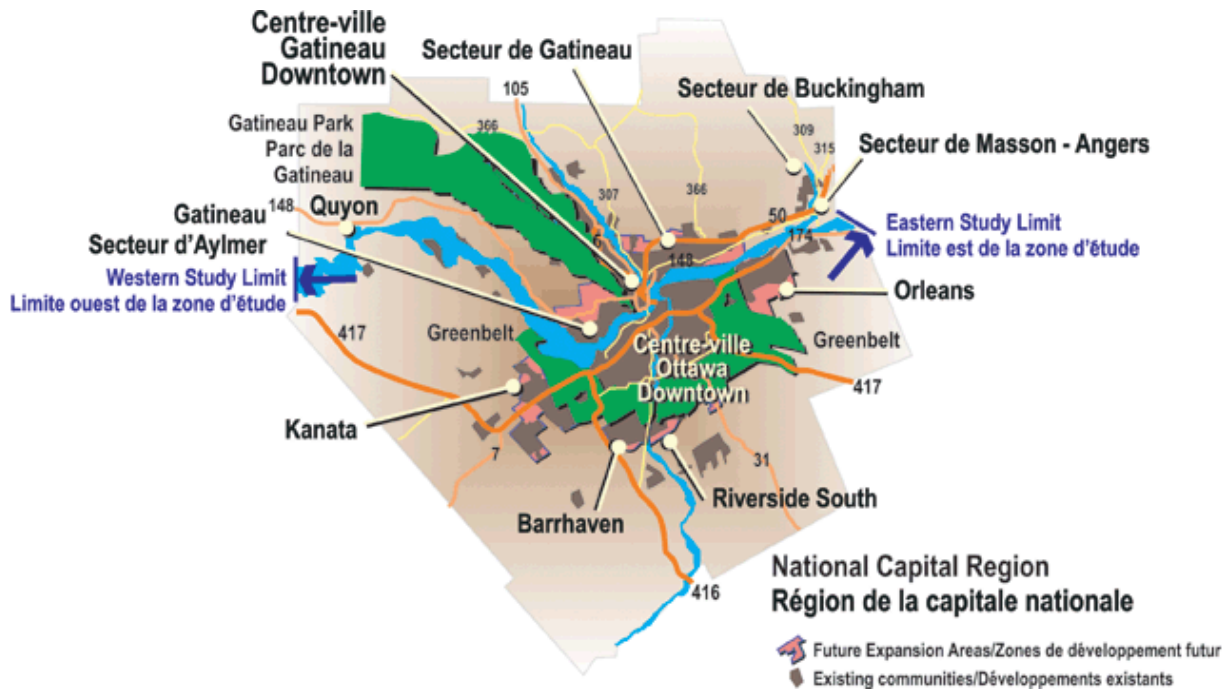 Centre-ville
Gatineau
Downtown
Secteur de Gatineau
Secteur de Buckingham
105
Gatineau Park
Parc de la
Gatineau
366
309
315
Secteur de Masson - Angers
307
366
Gatineau
Secteur d'Aylmer
148
Quyon
50
174
Eastern Study Limit
Limite est de la zone d'étude
6
148
Western Study Limit
Limite ouest de la zone d'étude
Orleans
417
Greenbelt
Greenbelt
Centre-ville
Ottawa
Downtown
417
Kanata
7
31
Riverside South
Barrhaven
416
National Capital Region
Région de la capitale nationale
Future Expansion Areas/Zones de développement futur
Existing communities/Développements existants